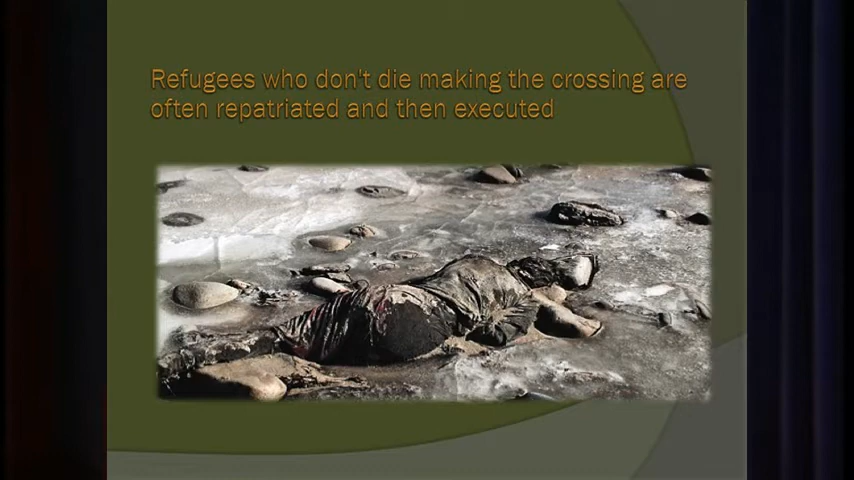 Refugees who don't die making the crossing are
often repatriated and then executed